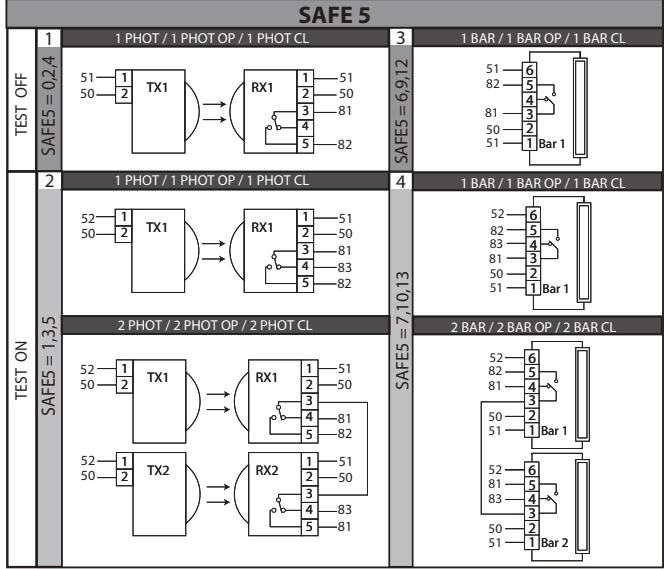 SAFE 5
TEST OFF
1
SAFE5 = 0,2,4
1 PHOT / 1 PHOT OP / 1 PHOT CL
51 1
50 2
TX1
RX1
1 51
2 50
3 81
4
5 82
3
SAFE5 = 6,9,12
1 BAR / 1 BAR OP / 1 BAR CL
51 6
82 5
4
81 3
50 2
51 1 Bar 1
TEST ON
2
SAFE5 = 1,3,5
1 PHOT / 1 PHOT OP / 1 PHOT CL
52 1
50 2
TX1
RX1
1 51
2 50
3 81
4 83
5 82
2 PHOT / 2 PHOT OP / 2 PHOT CL
52 1
50 2
TX1
RX1
1 51
2 50
3
4 81
5 82
52 1
50 2
TX2
RX2
1 51
2 50
3
4 83
5 81
4
SAFE5 = 7,10,13
1 BAR / 1 BAR OP / 1 BAR CL
52 6
82 5
83 4
81 3
50 2
51 1 Bar 1
2 BAR / 2 BAR OP / 2 BAR CL
52 6
82 5
81 4
3
50 2
51 1 Bar 1
52 6
81 5
83 4
3
50 2
51 1 Bar 2